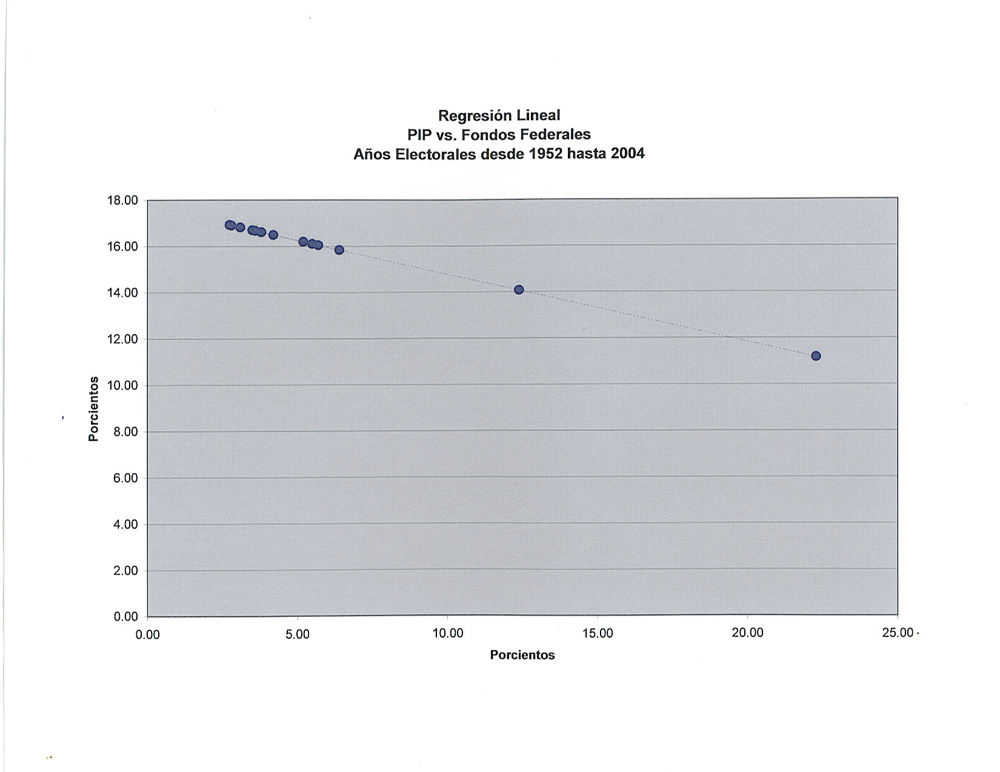 Regresión Lineal
PIP vs. Fondos Federales
Años Electorales desde 1952 hasta 2004
18.00
16.00
14.00
12.00
10.00
8.00
6.00
4.00
2.00
0.00
Porcientos
0.00 5.00 10.00 15.00 20.00 25.00
Porcientos